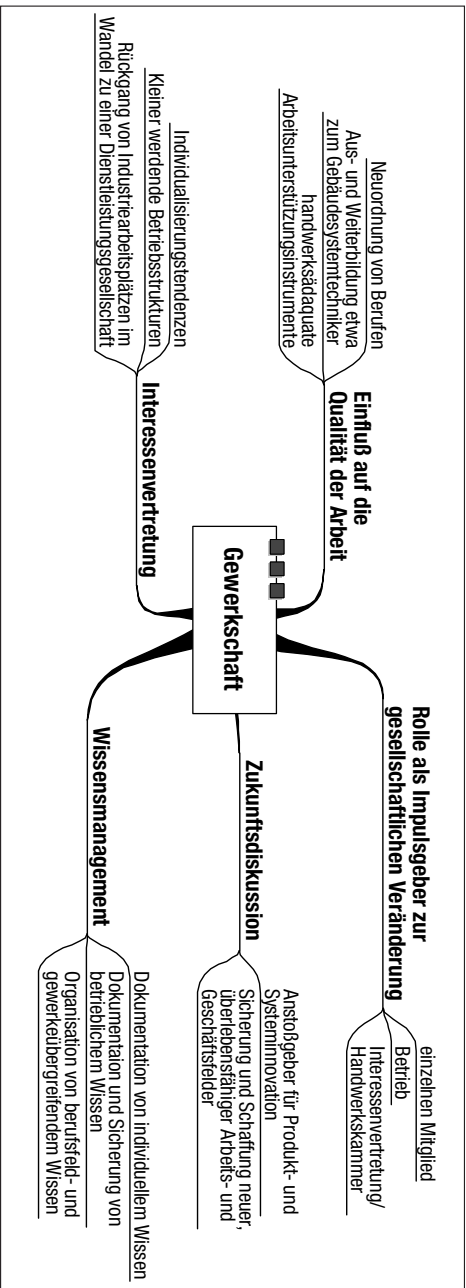 Gewerkschaft
Einfluß auf die
Qualität der Arbeit
Neuordnung von Berufen
Aus- und Weiterbildung etwa
zum Gebäudesystemtechniker
handwerksädaquate
Arbeitsunterstützungsinstrumente
Interessenvertretung
Individualisierungstendenzen
Kleiner werdende Betriebsstrukturen
Rückgang von Industriearbeitsplätzen im
Wandel zu einer Dienstleistungsgesellschaft
Rolle als Impulsgeber zur
gesellschaftlichen Veränderung
einzelnen Mitglied
Betrieb
Interessenvertretung/
Handwerkskammer
Zukunftsdiskussion
Anstoßgeber für Produkt- und
Systeminnovation
Sicherung und Schaffung neuer,
überlebensfähiger Arbeits- und
Geschäftsfelder
Wissensmanagement
Dokumentation von individuellem Wissen
Dokumentaion und Sicherung von
betrieblichem Wissen
Organisation von berufsfeld- und
gewerkeübergreifendem Wissen